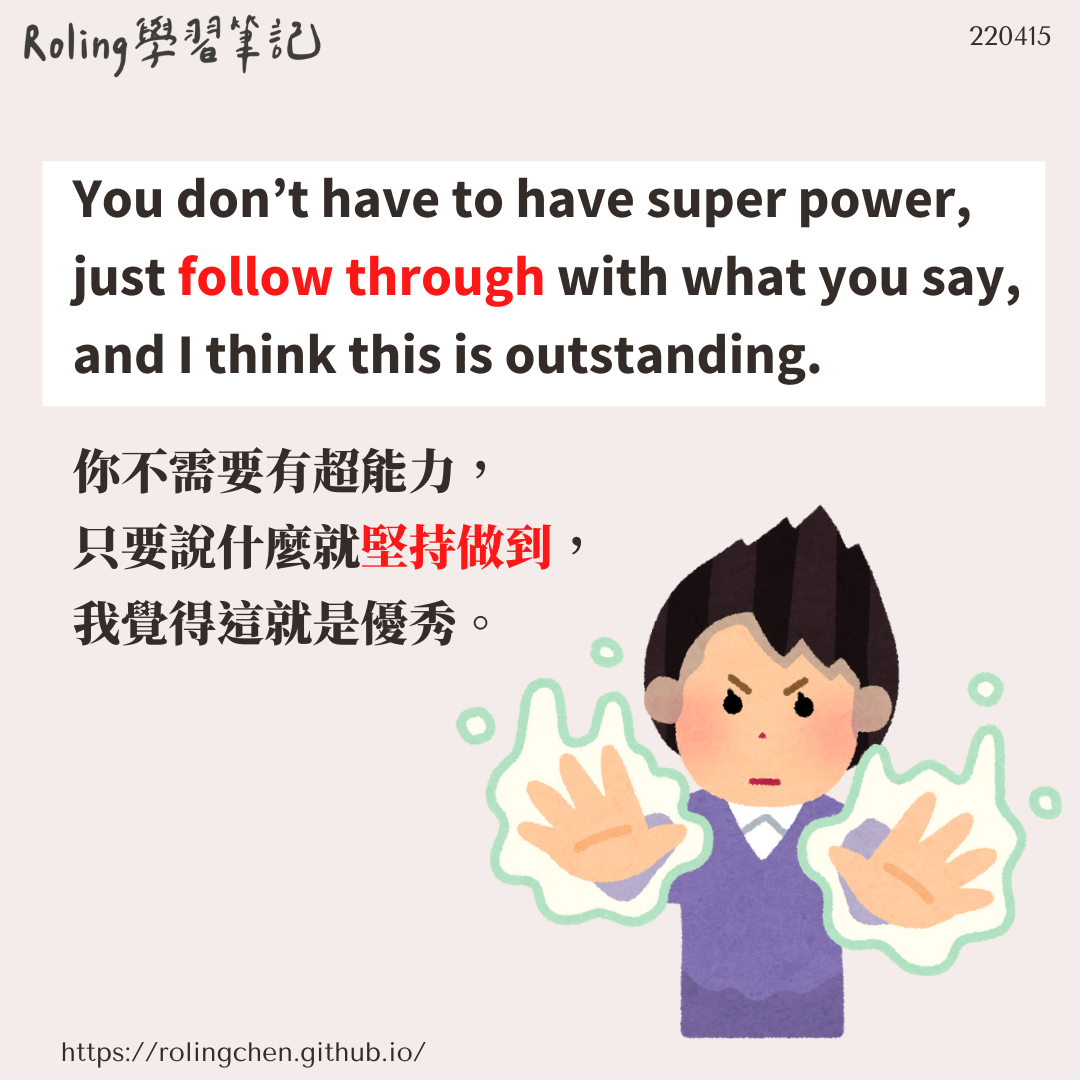 Roling學習筆記
220415
You don’t have to have super power,
just follow through with what you say,
and I think this is outstanding.
你不需要有超能力，
只要說什麼就堅持做到，
我覺得這就是優秀。
https://rolingchen.github.io/